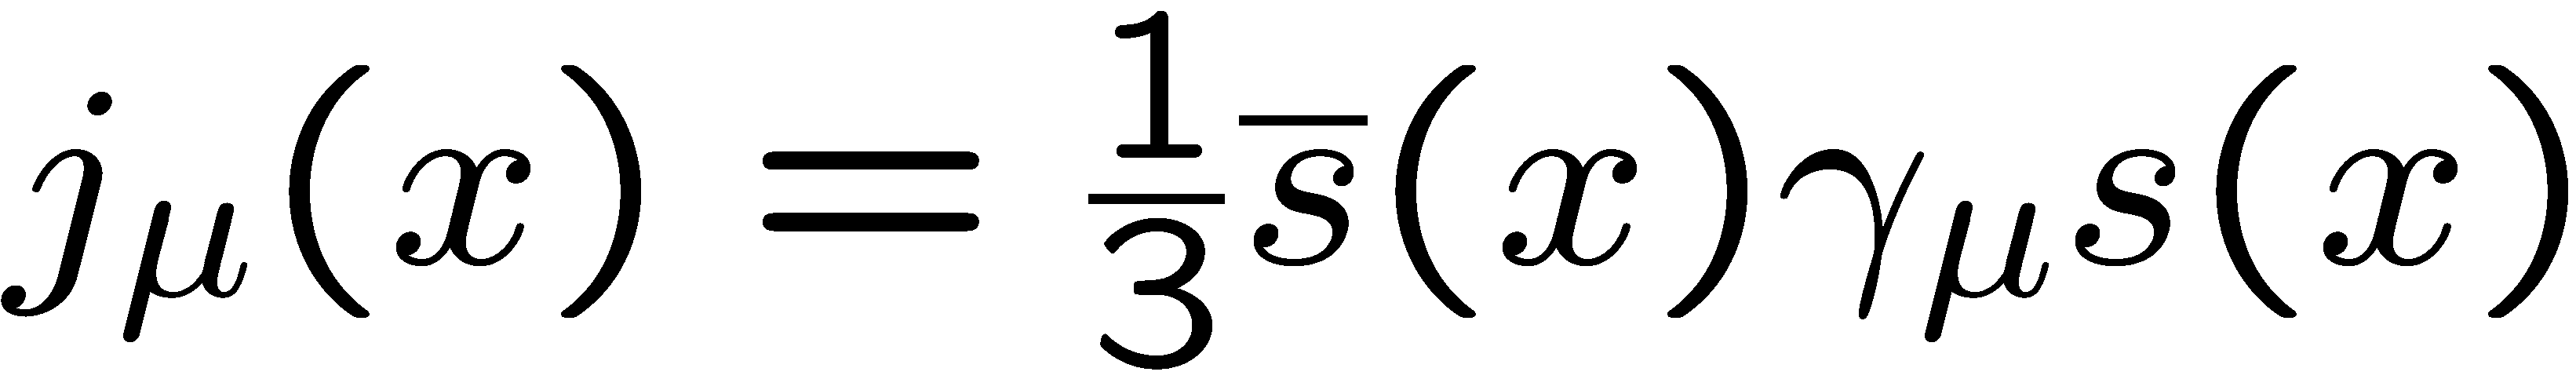 j_μ(x) = \frac{1}{3} \overline{s}(x)γ_μ s(x)